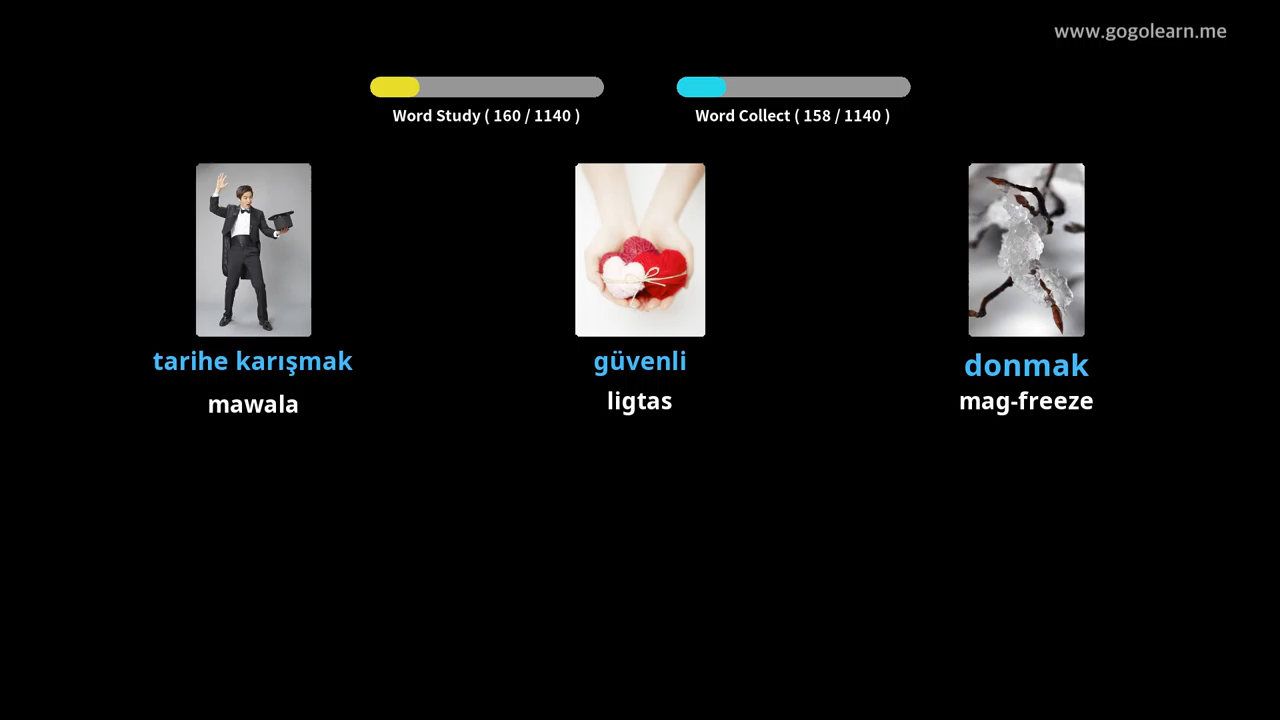 www.gogolearn.me
Word Study ( 160 / 1140 )
Word Collect ( 158 / 1140 )
tarihe karışmak
mawala
güvenli
ligtas
donmak
mag-freeze